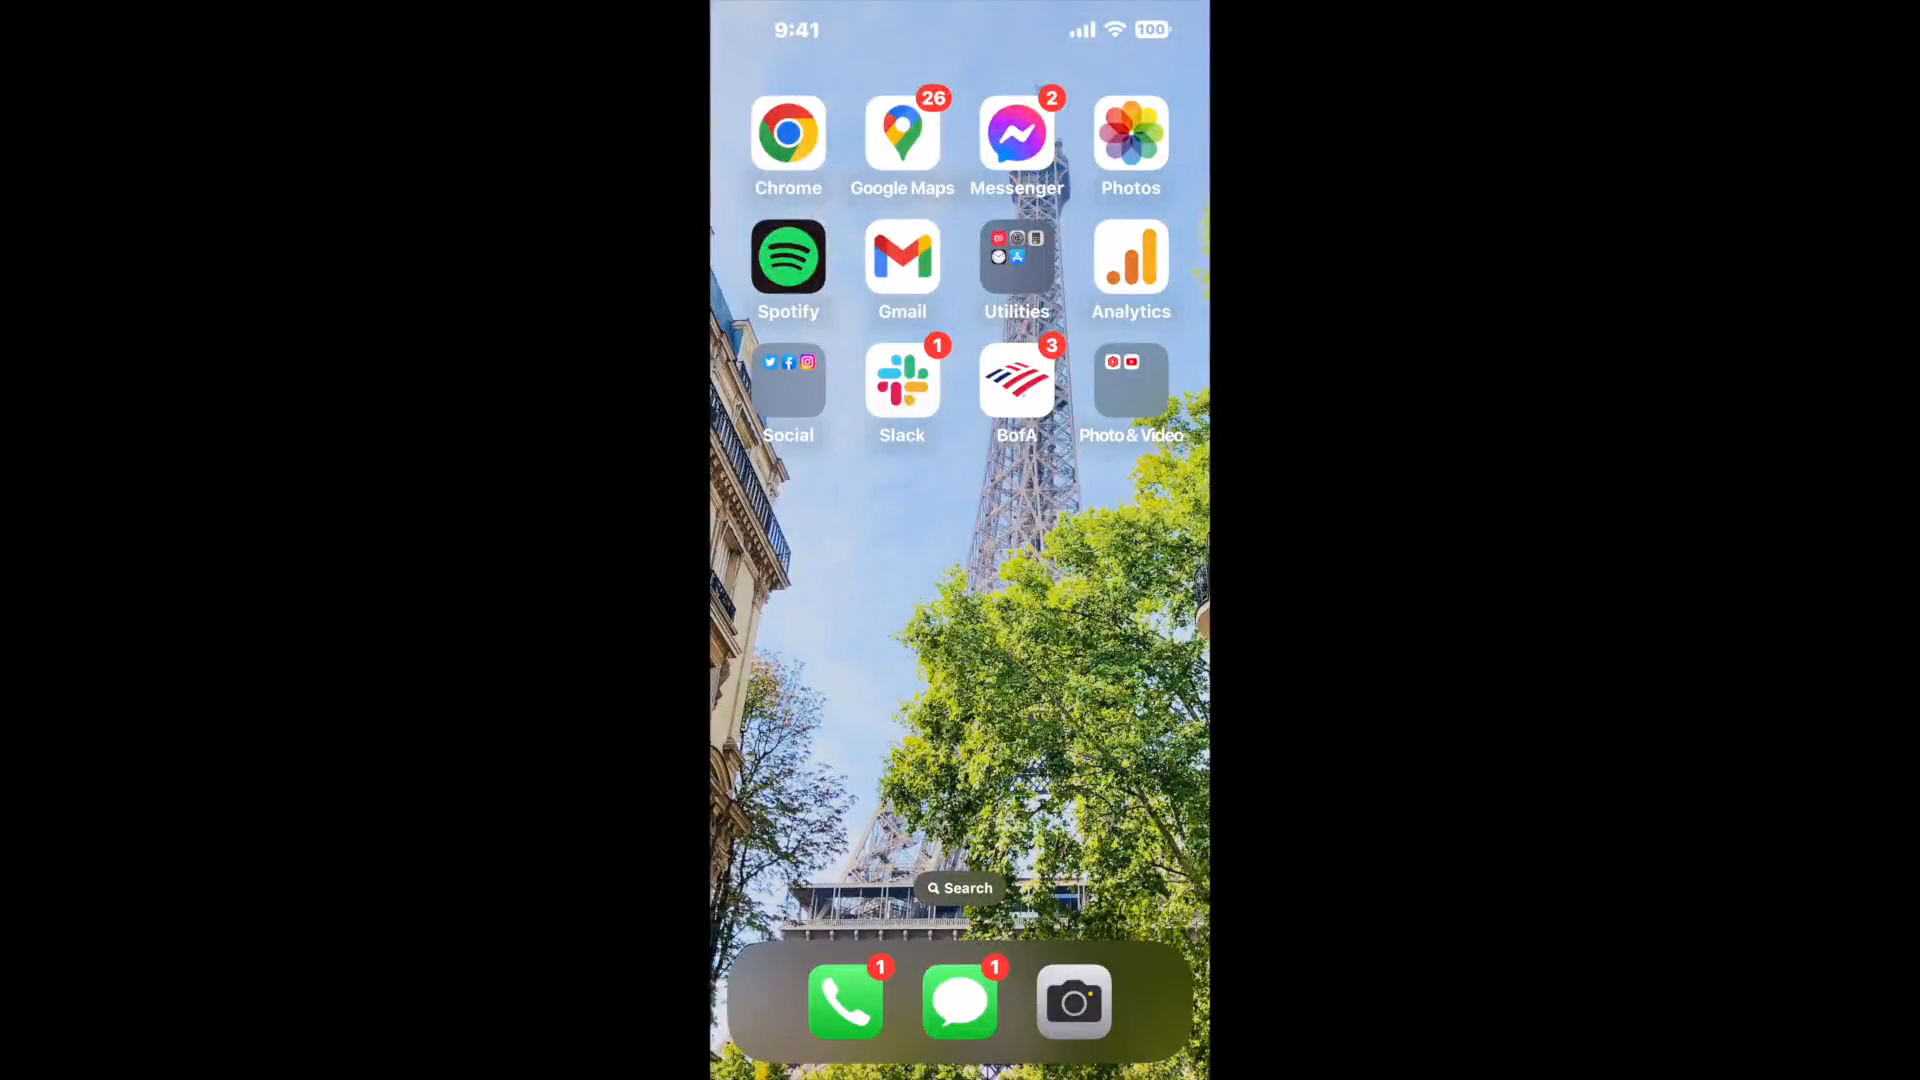 9:41
100
26
2
Chrome
Google Maps
Messenger
Photos
Spotify
Gmail
Utilities
Analytics
1
3
Social
Slack
BofA
Photo & Video
Search
1
1